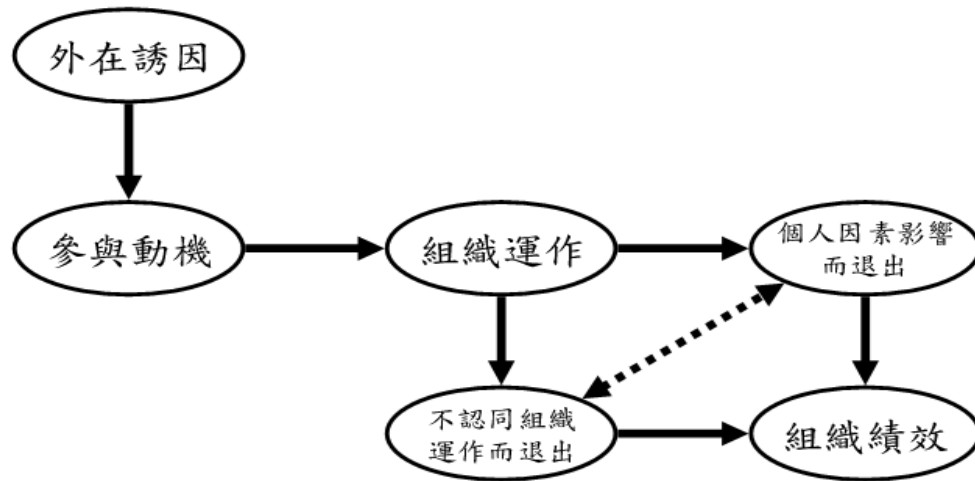 外在誘因
參與動機
組織運作
個人因素影響
而退出
不認同組織
運作而退出
組織績效